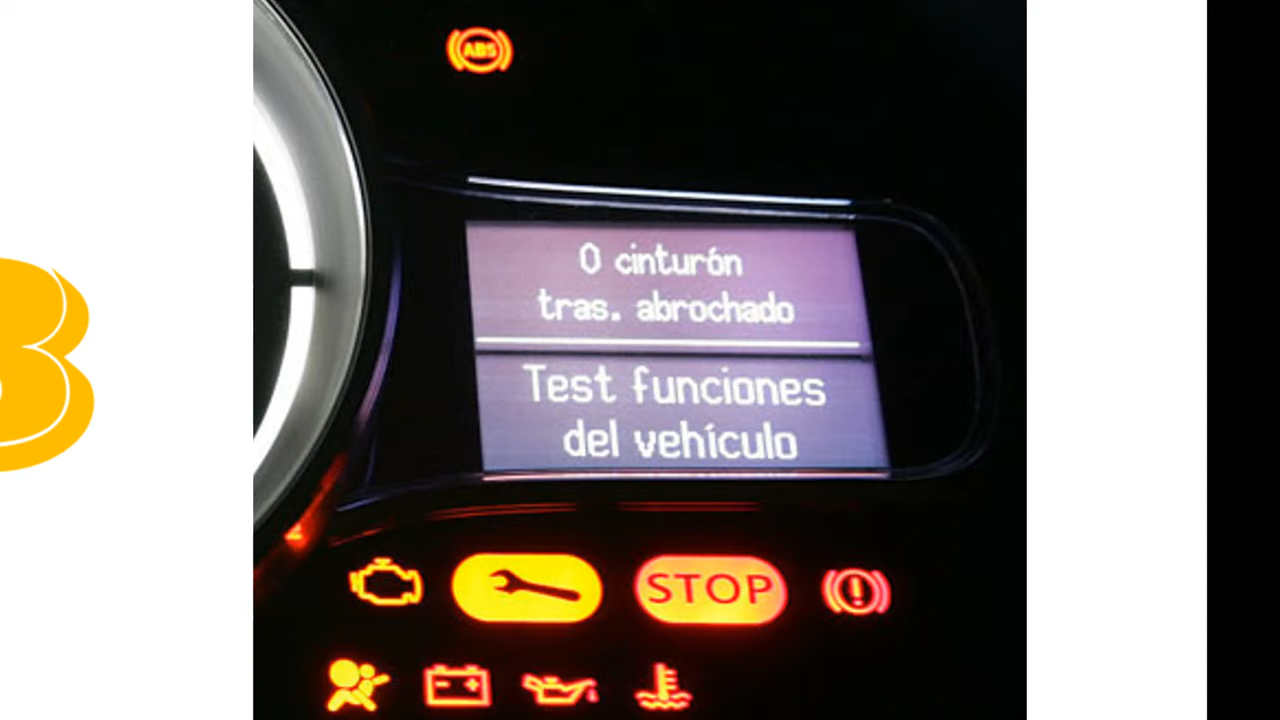 ABS
0 cinturón
tras. abrochado
Test funciones
del vehículo
STOP